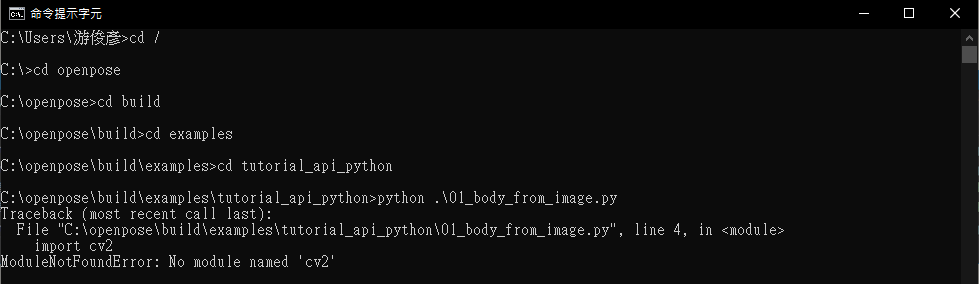 命令提示字元
C:\Users\游俊彥>cd /
C:\>cd openpose
C:\openpose>cd build
C:\openpose\build>cd examples
C:\openpose\build\examples>cd tutorial_api_python
C:\openpose\build\examples\tutorial_api_python>python .\01_body_from_image.py
Traceback (most recent call last):
  File "C:\openpose\build\examples\tutorial_api_python\01_body_from_image.py", line 4, in <module>
    import cv2
ModuleNotFoundError: No module named 'cv2'